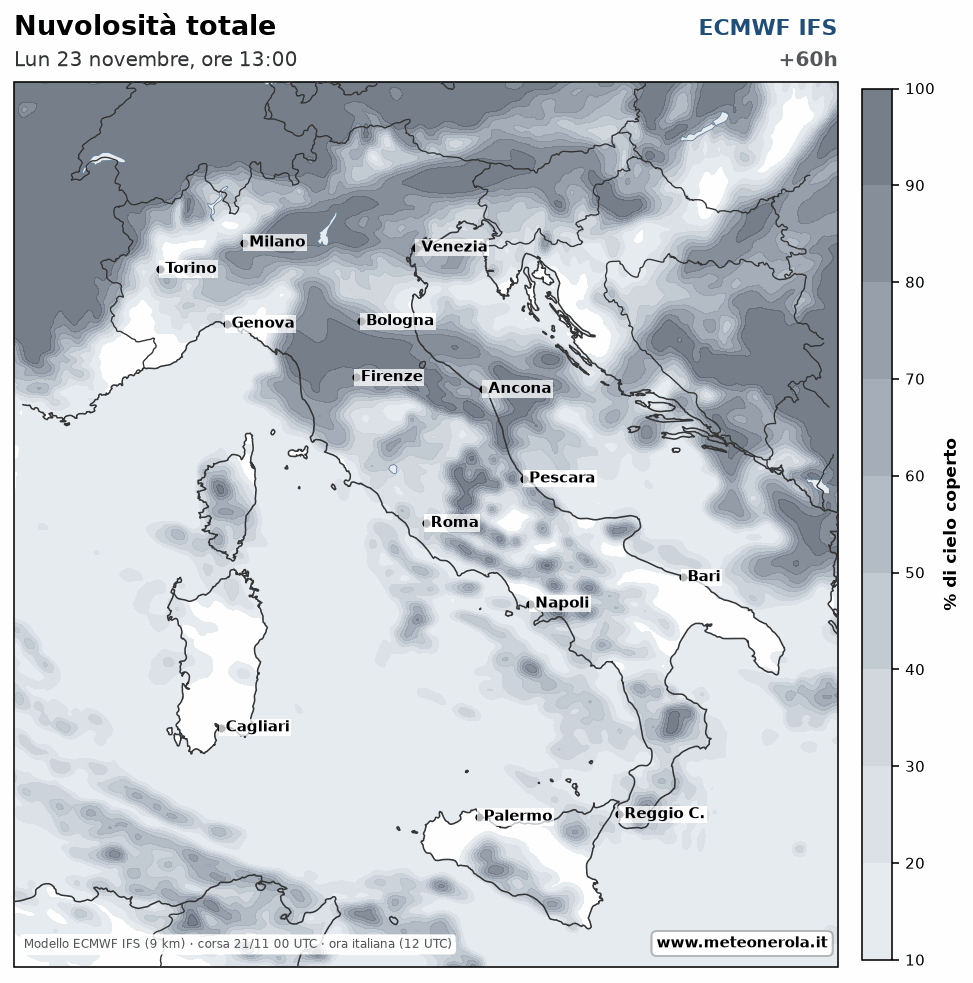 Nuvolosità totale
ECMWF IFS
Lun 23 novembre, ore 13:00
+60h
Milano
Venezia
Torino
Genova
Bologna
Firenze
Ancona
Pescara
Roma
Bari
Napoli
Cagliari
Palermo
Reggio C.
100
90
80
70
60
50
40
30
20
10
% di cielo coperto
Modello ECMWF IFS (9 km) · corsa 21/11 00 UTC · ora italiana (12 UTC)
www.meteonerola.it